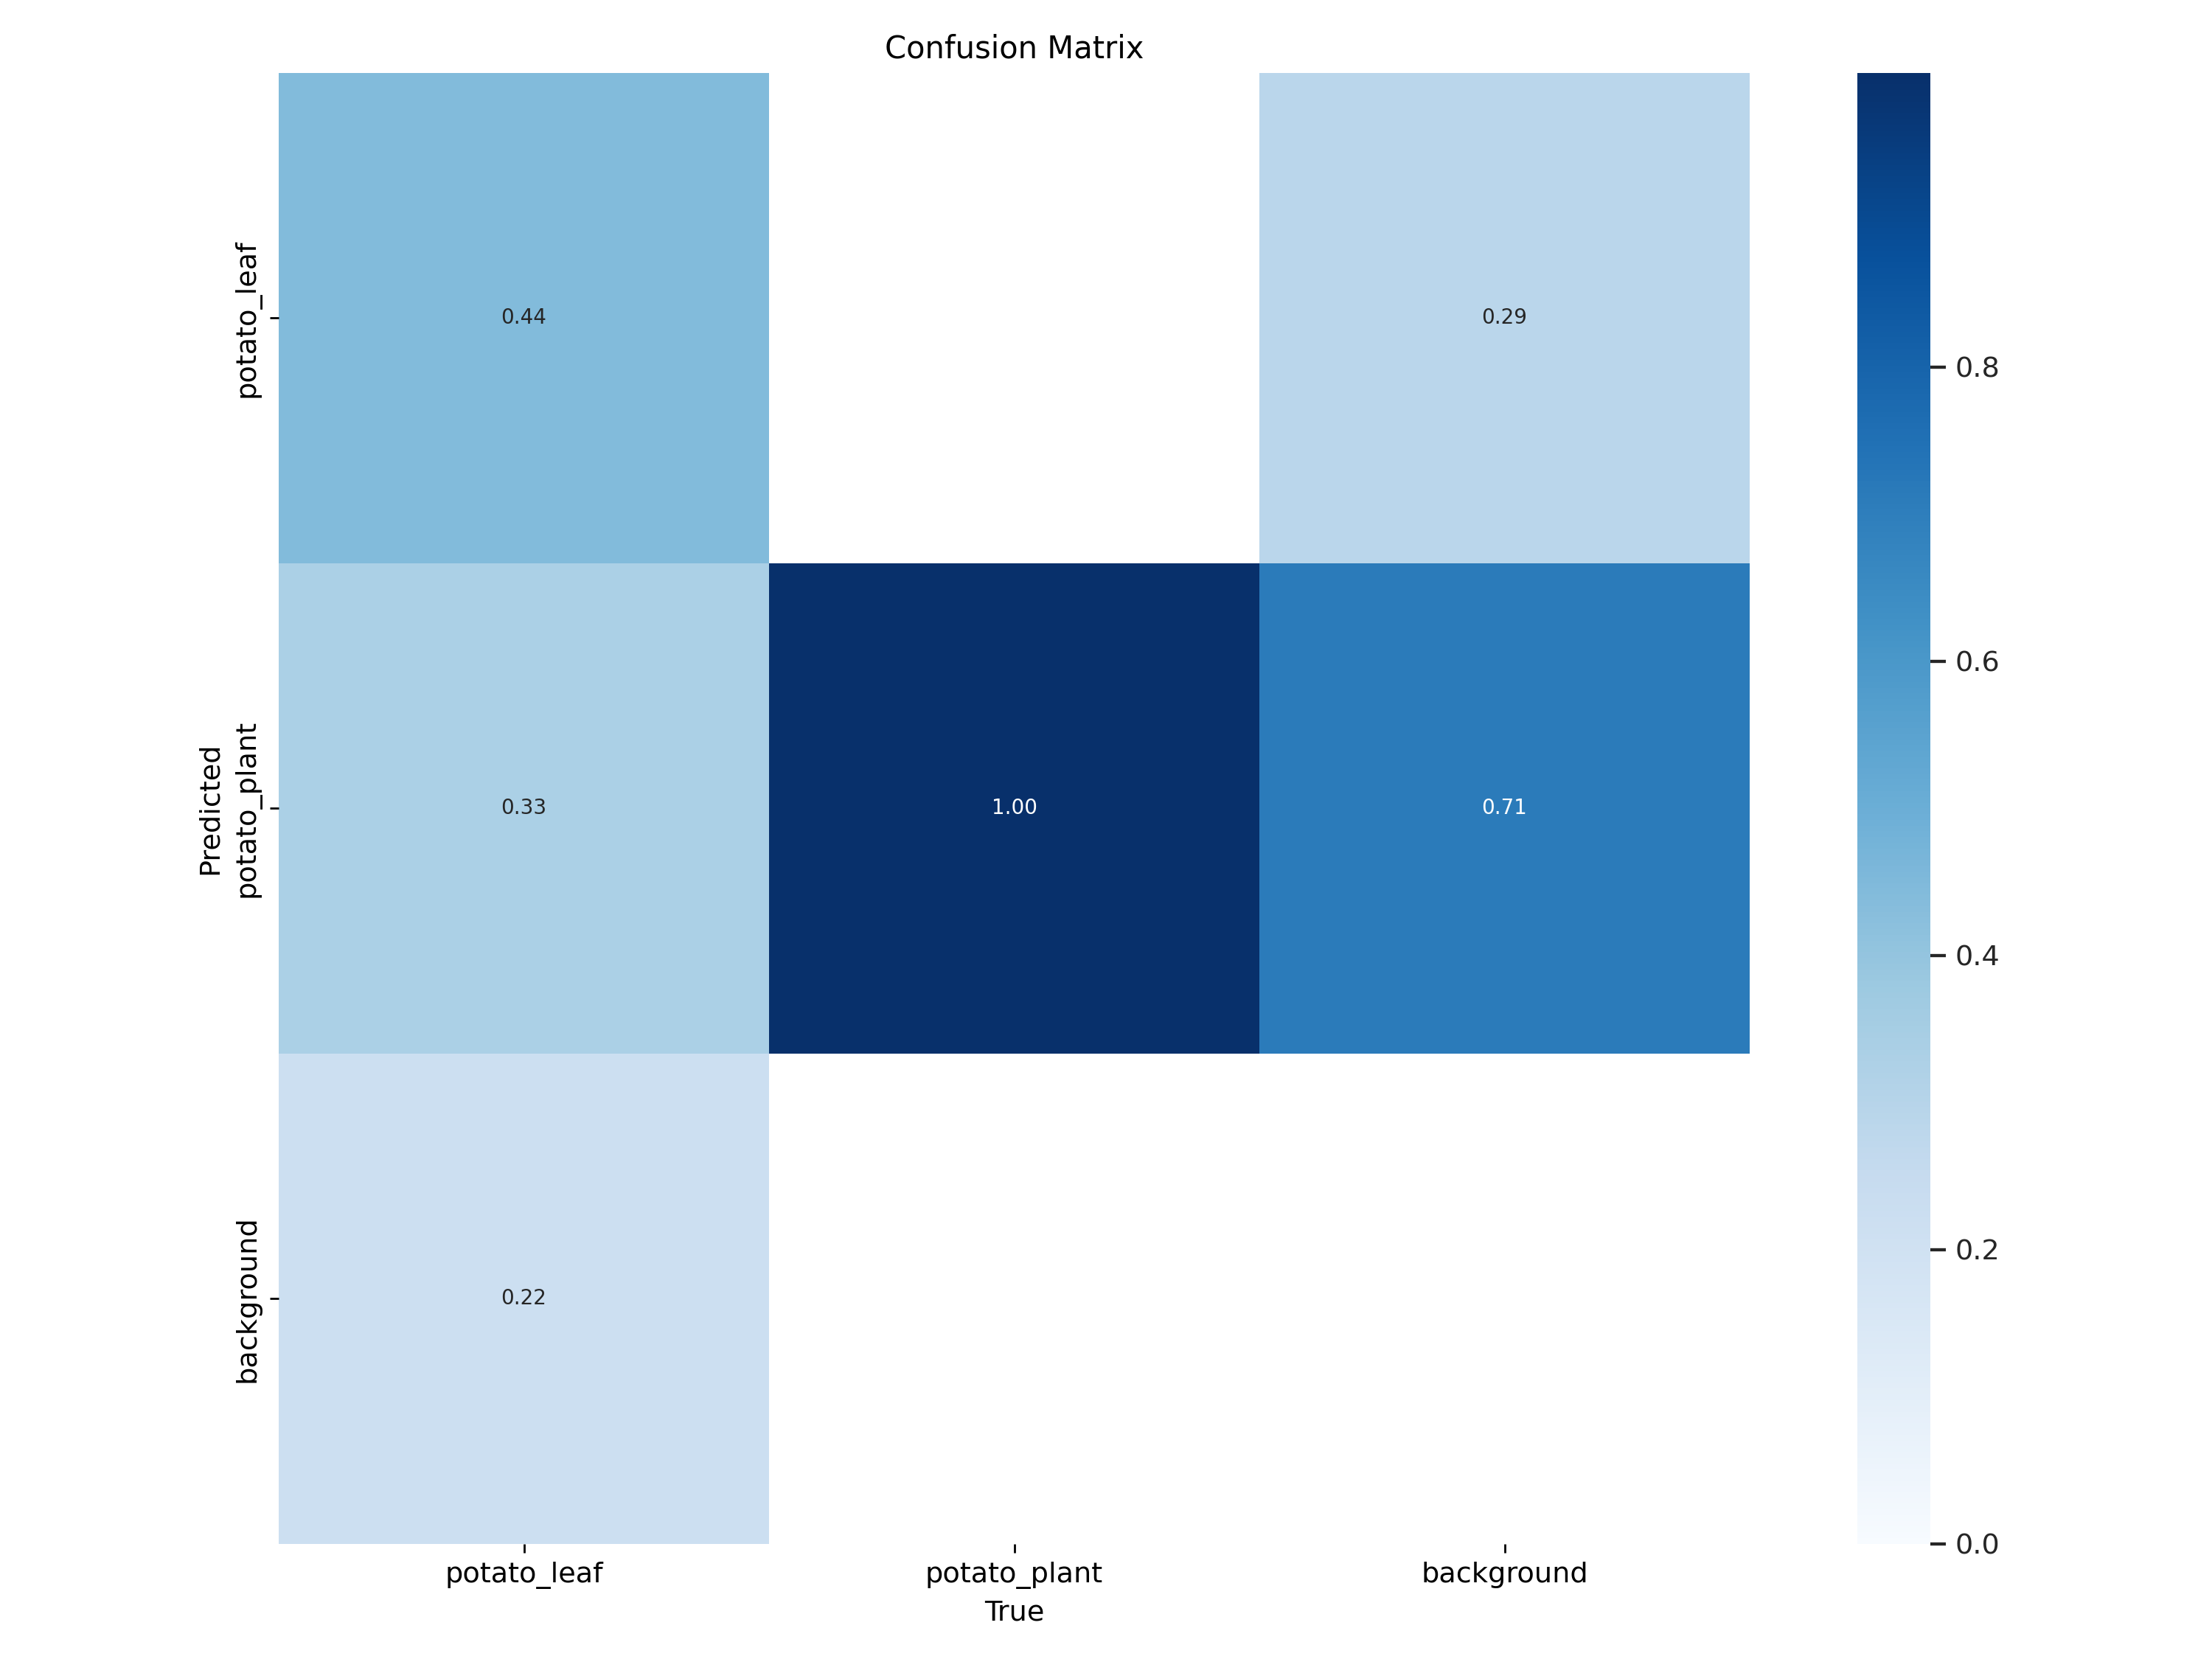 Confusion Matrix
potato_leaf
0.44
0.29
0.8
0.6
Predicted
potato_plant
0.33
1.00
0.71
0.4
background
0.22
0.2
0.0
potato_leaf
potato_plant
background
True